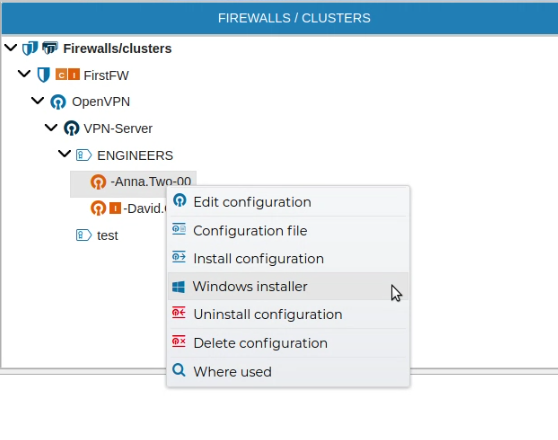 FIREWALLS / CLUSTERS
Firewalls/clusters
C I FirstFW
OpenVPN
VPN-Server
ENGINEERS
-Anna.Two-00
I -David.
test
Edit configuration
Configuration file
Install configuration
Windows installer
Uninstall configuration
Delete configuration
Where used